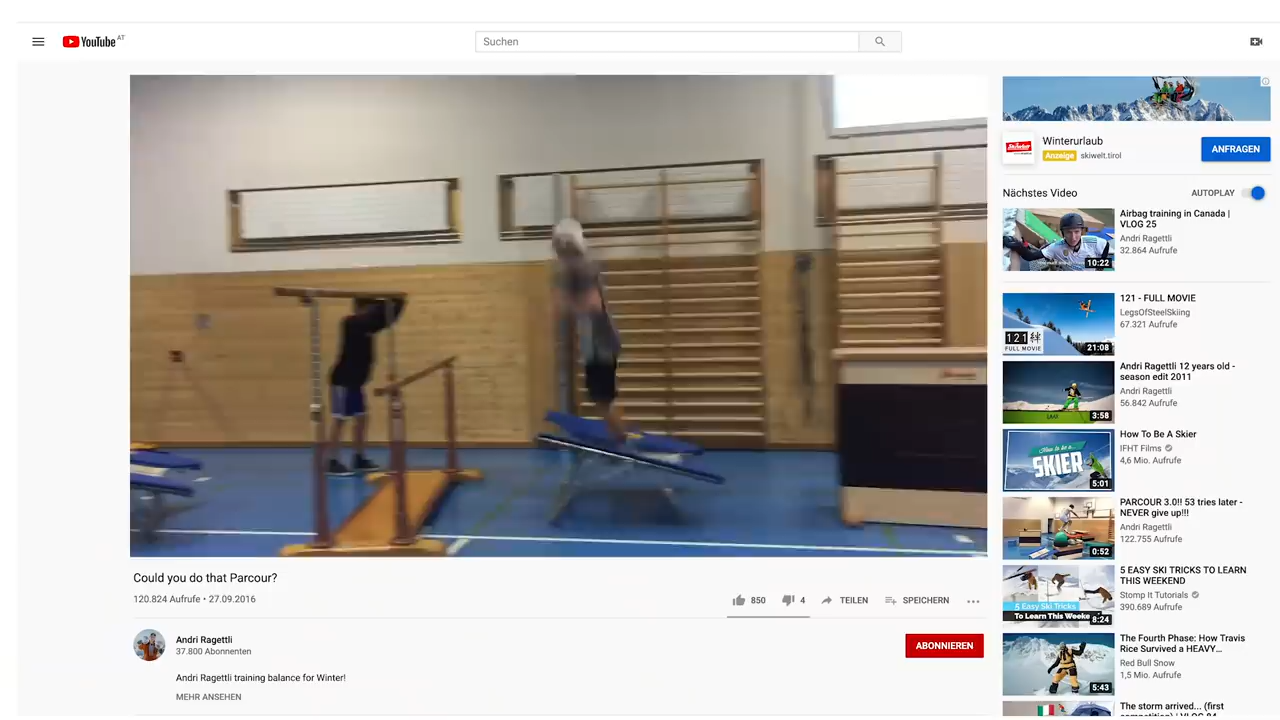 YouTube AT
Suchen
Could you do that Parcour?
120.824 Aufrufe • 27.09.2016
850
4
TEILEN
SPEICHERN
Andri Ragettli
37.800 Abonnenten
ABONNIEREN
Andri Ragettli training balance for Winter!
MEHR ANSEHEN
Winterurlaub
Anzeige skiwelt.tirol
ANFRAGEN
Nächstes Video
AUTOPLAY
Airbag training in Canada |
VLOG 25
Andri Ragettli
32.864 Aufrufe
10:22
121 - FULL MOVIE
LegsOfSteelSkiing
67.321 Aufrufe
121
FULL MOVIE
21:08
Andri Ragettli 12 years old -
season edit 2011
Andri Ragettli
56.842 Aufrufe
3:58
How To Be A Skier
IFHT Films
4,6 Mio. Aufrufe
How to be a...
SKIER
5:01
PARCOUR 3.0!! 53 tries later -
NEVER give up!!!
Andri Ragettli
122.755 Aufrufe
0:52
5 EASY SKI TRICKS TO LEARN
THIS WEEKEND
Stomp It Tutorials
390.689 Aufrufe
5 Easy Ski Tricks
To Learn This Weeke
8:24
The Fourth Phase: How Travis
Rice Survived a HEAVY...
Red Bull Snow
1,5 Mio. Aufrufe
5:43
The storm arrived... (first